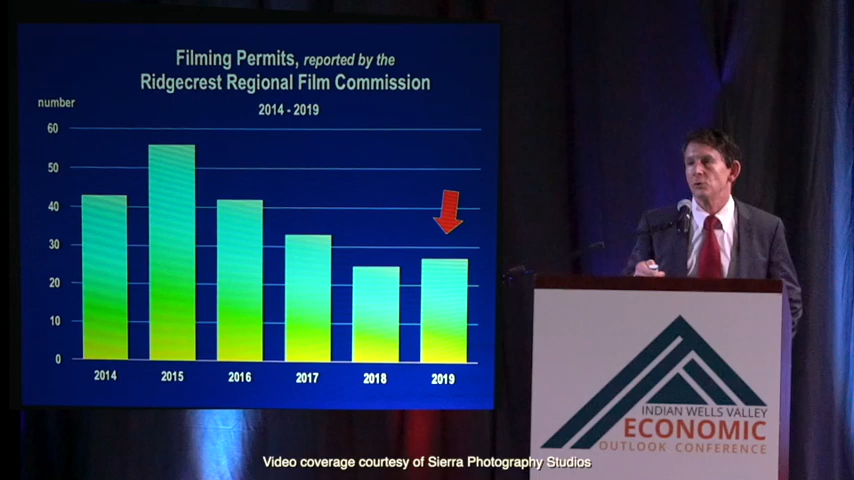 Filming Permits, reported by the
Ridgecrest Regional Film Commission
2014 - 2019
number
60
50
40
30
20
10
0
2014 2015 2016 2017 2018 2019
INDIAN WELLS VALLEY
ECONOMIC
OUTLOOK CONFERENCE
Video coverage courtesy of Sierra Photography Studios